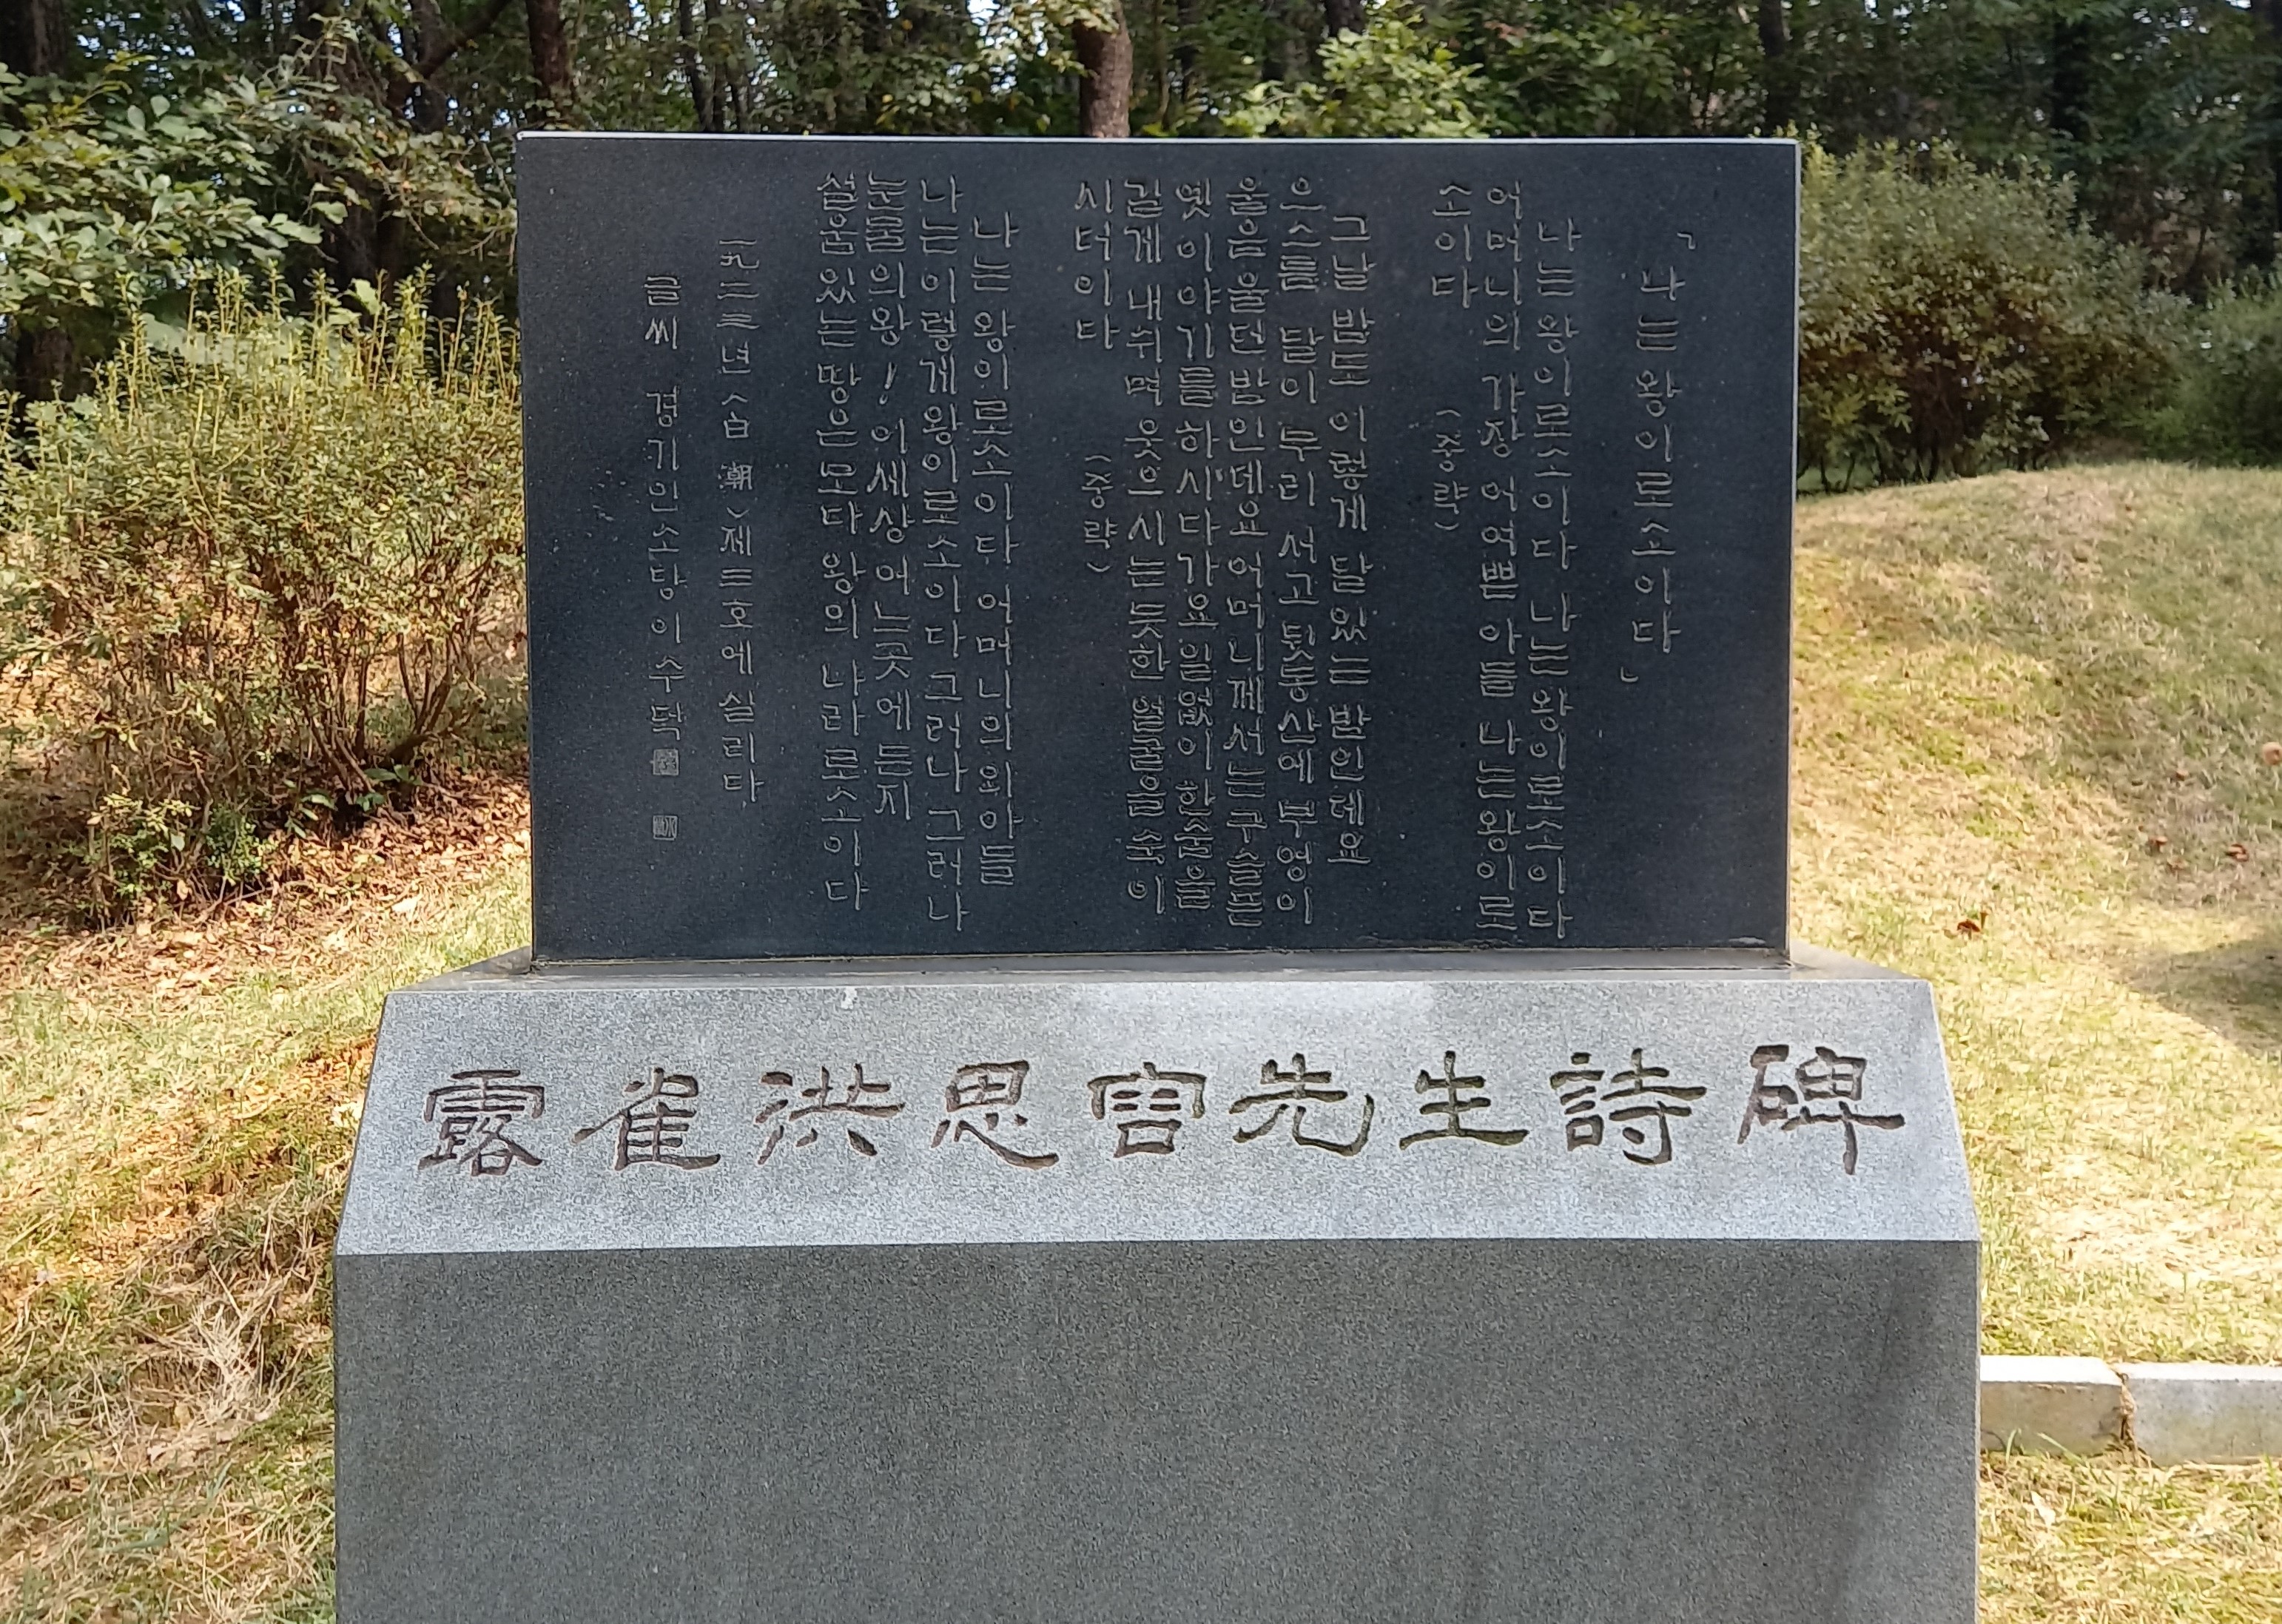 「나는왕이로소이다」
나는왕이로소이다 나는왕이로소이다
어머니의 가장 어여쁜 아들 나는왕이로
소이다
(중략)
그날 밤도 이렇게 달있는 밤인데요
으스름 달이 무리 서고 뒷동산에 부엉이
울음울던 밤인데요 어머니께서는구슬픈
옛이야기를 하시다가요일없이 한숨을
길게 내쉬며 웃으시는듯한 얼굴을 숙이
시더이다
(중략)
나는 왕이로소이다 어머니의외아들
나는이렇게왕이로소이다 그러나 그러나
눈물의왕! 이세상 어느곳에든지
설움있는 땅은모다 왕의 나라로소이다
一九二三년〈白潮〉제三호에실리다
글씨 경기인소당 이수덕
露雀洪思容先生詩碑